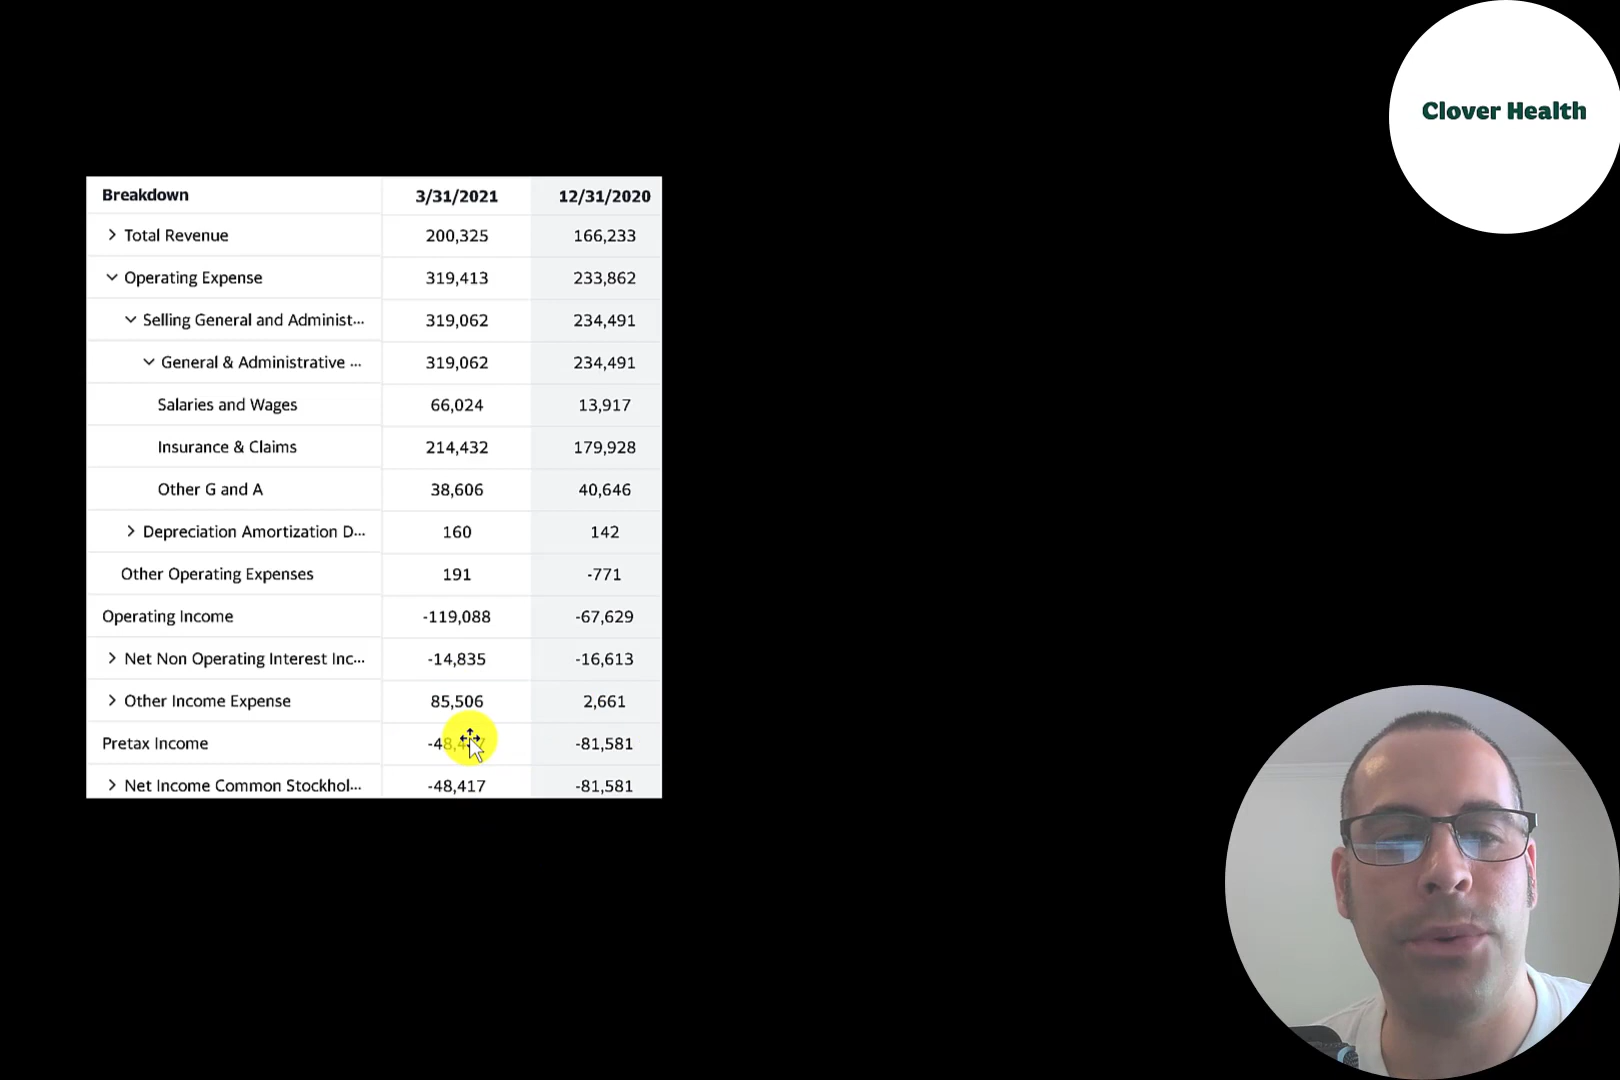 Clover Health
Breakdown 3/31/2021 12/31/2020
Total Revenue 200,325 166,233
Operating Expense 319,413 233,862
Selling General and Administ... 319,062 234,491
General & Administrative ... 319,062 234,491
Salaries and Wages 66,024 13,917
Insurance & Claims 214,432 179,928
Other G and A 38,606 40,646
Depreciation Amortization D... 160 142
Other Operating Expenses 191 -771
Operating Income -119,088 -67,629
Net Non Operating Interest Inc... -14,835 -16,613
Other Income Expense 85,506 2,661
Pretax Income -81,581
Net Income Common Stockhol... -48,417 -81,581